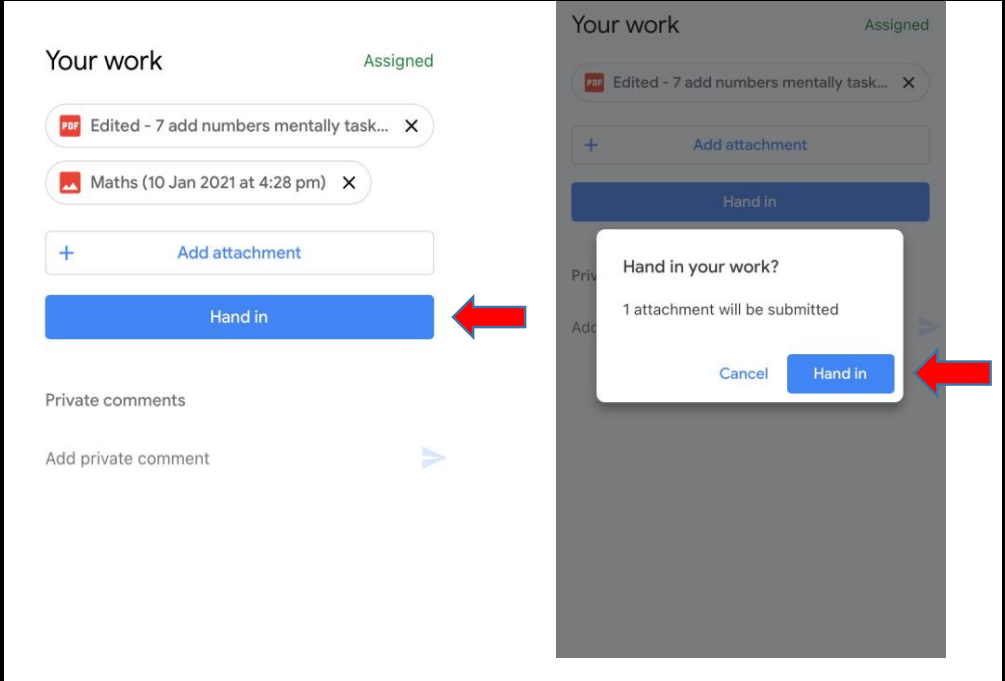 Your work
Assigned
PDF Edited - 7 add numbers mentally task...
Maths (10 Jan 2021 at 4:28 pm)
+ Add attachment
Hand in
Private comments
Add private comment
Your work
Assigned
PDF Edited - 7 add numbers mentally task...
+ Add attachment
Hand in
Priv
Add
Hand in your work?
1 attachment will be submitted
Cancel
Hand in